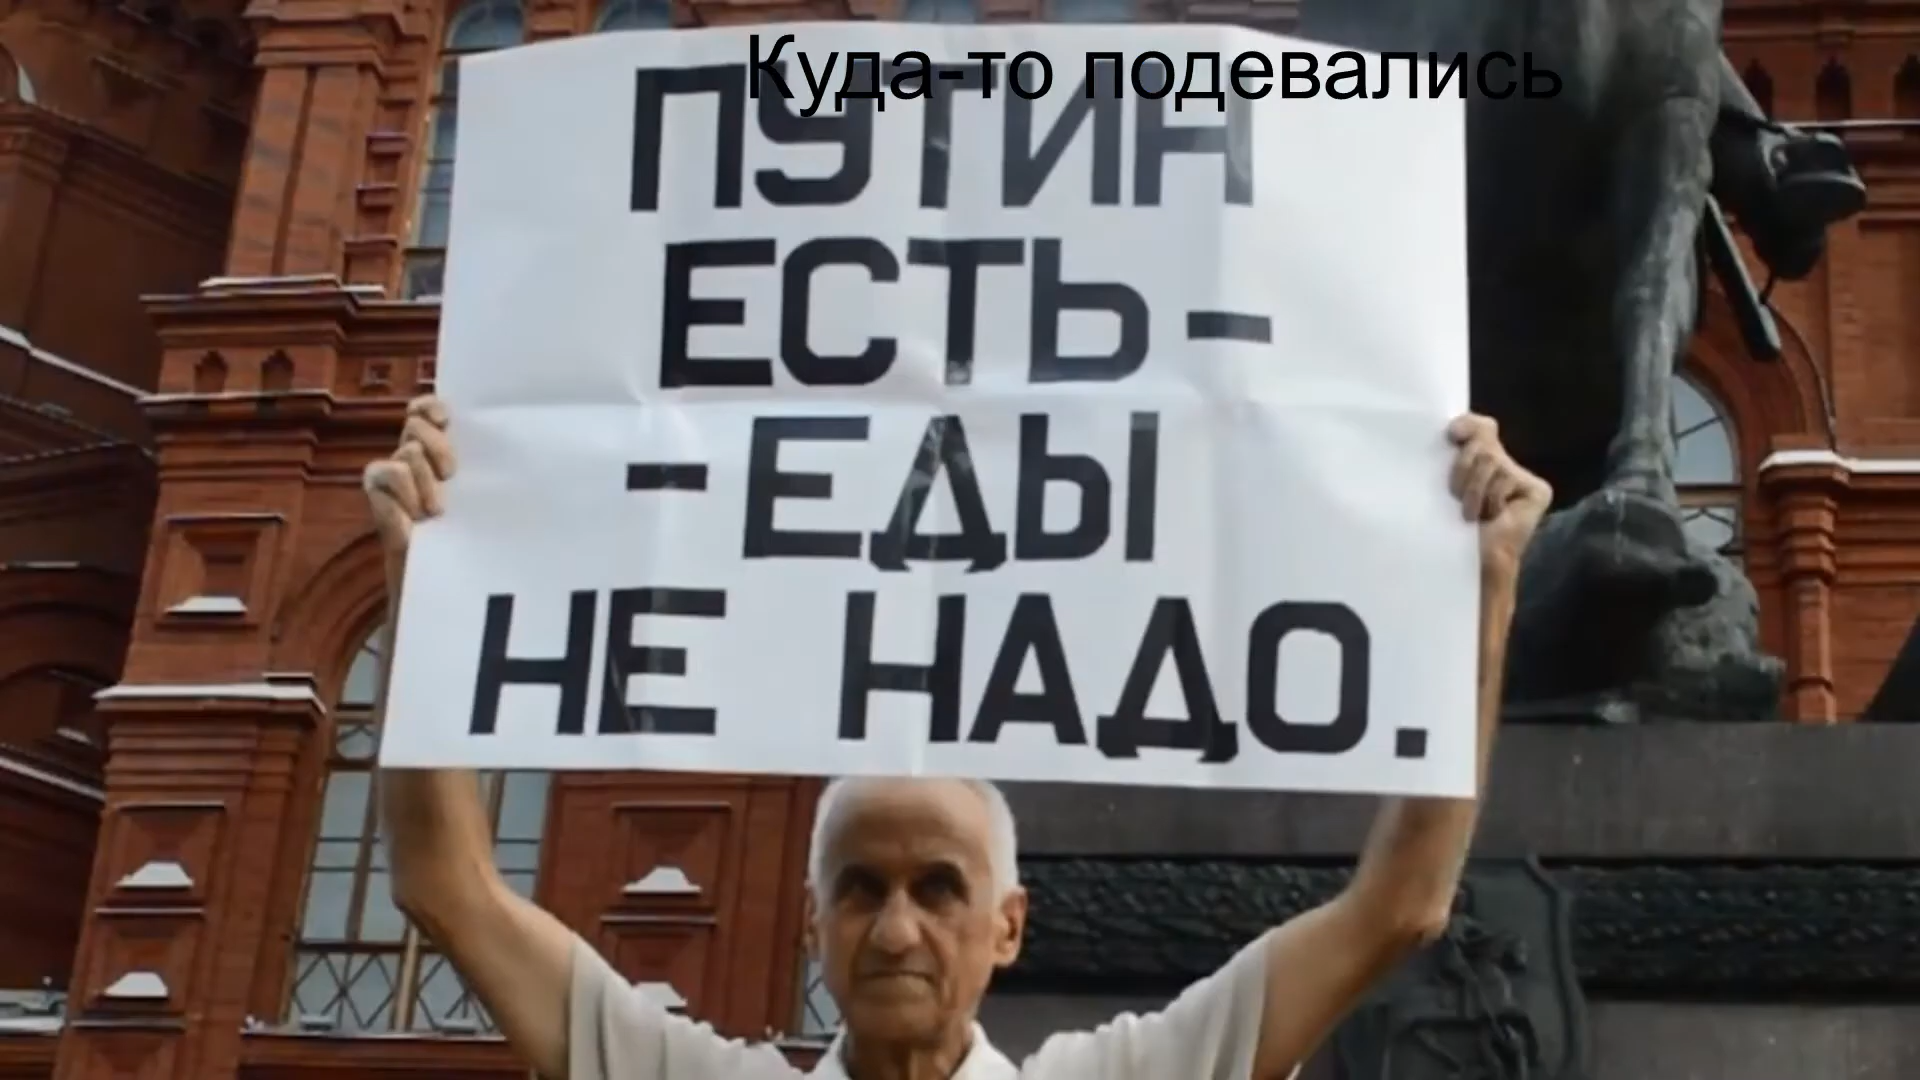 Куда-то подевались
ПУТИН
ЕСТЬ-
-ЕДЫ
НЕ НАДО.